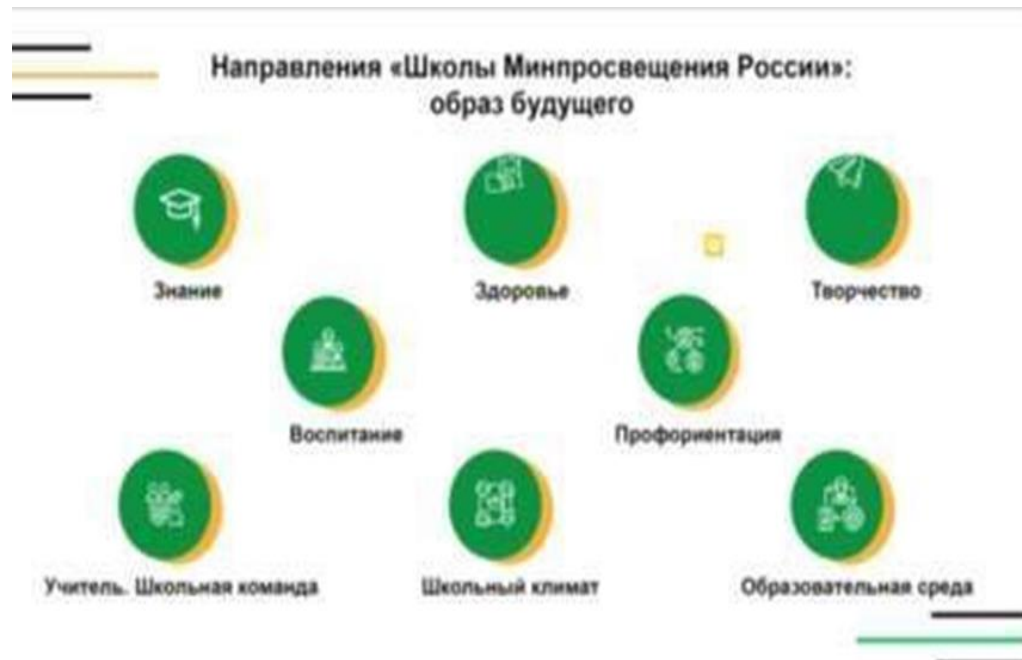 Направления «Школы Минпросвещения России»:
образ будущего
Знание
Здоровье
Творчество
Воспитание
Профориентация
Учитель. Школьная команда
Школьный климат
Образовательная среда